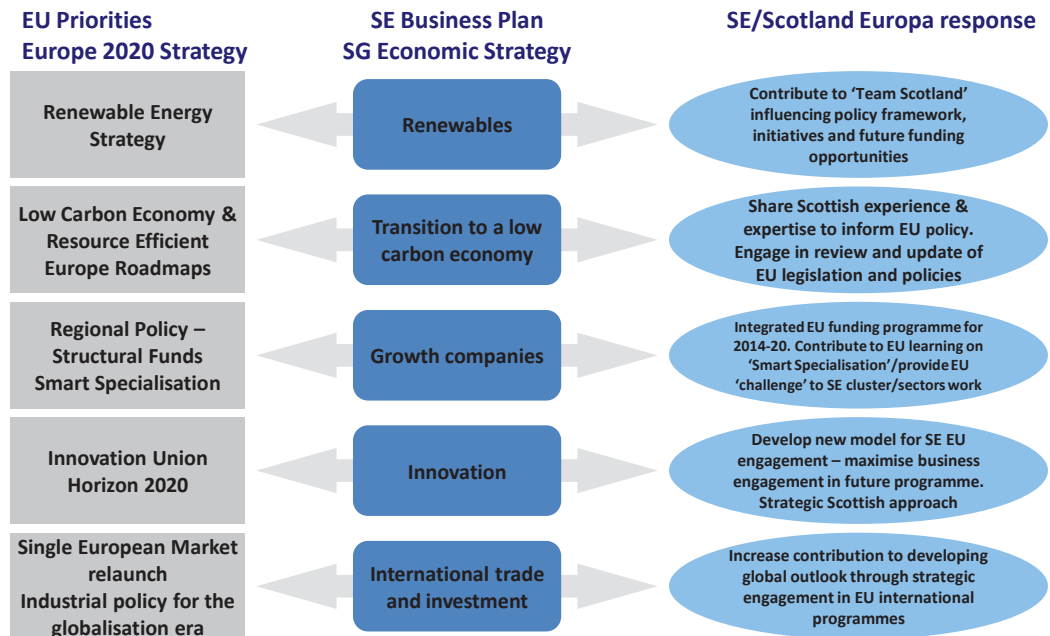 EU Priorities
Europe 2020 Strategy
SE Business Plan
SG Economic Strategy
SE/Scotland Europa response
Renewable Energy
Strategy
Renewables
Contribute to ‘Team Scotland’
influencing policy framework,
initiatives and future funding
opportunities
Low Carbon Economy &
Resource Efficient
Europe Roadmaps
Transition to a low
carbon economy
Share Scottish experience &
expertise to inform EU policy.
Engage in review and update of
EU legislation and policies
Regional Policy –
Structural Funds
Smart Specialisation
Growth companies
Integrated EU funding programme for
2014-20. Contribute to EU learning on
‘Smart Specialisation’/provide EU
‘challenge’ to SE cluster/sectors work
Innovation Union
Horizon 2020
Innovation
Develop new model for SE EU
engagement – maximise business
engagement in future programme.
Strategic Scottish approach
Single European Market
relaunch
Industrial policy for the
globalisation era
International trade
and investment
Increase contribution to developing
global outlook through strategic
engagement in EU international
programmes